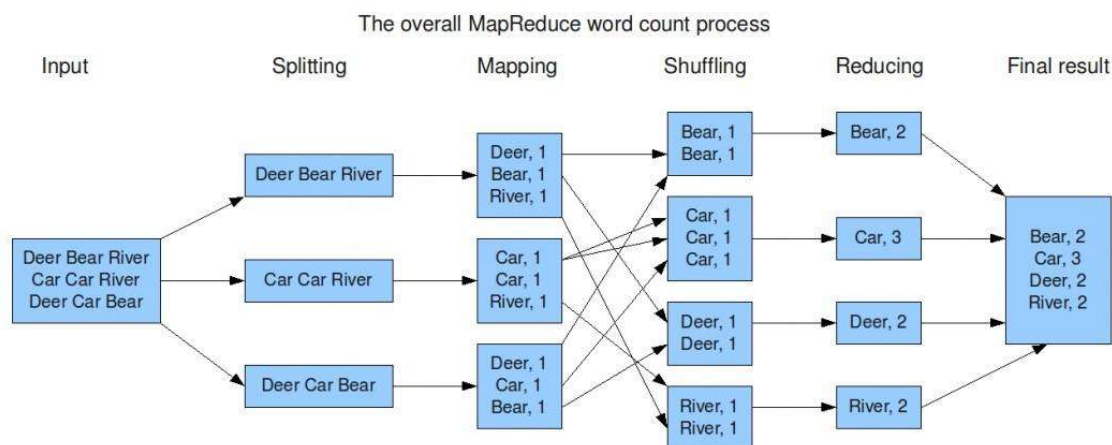 The overall MapReduce word count process
Input
Splitting
Mapping
Shuffling
Reducing
Final result
Deer Bear River
Car Car River
Deer Car Bear
Deer Bear River
Car Car River
Deer Car Bear
Deer, 1
Bear, 1
River, 1
Car, 1
Car, 1
River, 1
Deer, 1
Car, 1
Bear, 1
Bear, 1
Bear, 1
Car, 1
Car, 1
Car, 1
Deer, 1
Deer, 1
River, 1
River, 1
Bear, 2
Car, 3
Deer, 2
River, 2
Bear, 2
Car, 3
Deer, 2
River, 2